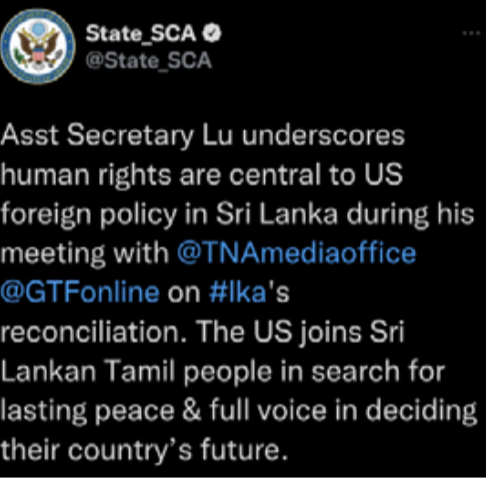 State_SCA
@State_SCA
Asst Secretary Lu underscores
human rights are central to US
foreign policy in Sri Lanka during his
meeting with @TNAmediaoffice
@GTFonline on #lka's
reconciliation. The US joins Sri
Lankan Tamil people in search for
lasting peace & full voice in deciding
their country’s future.